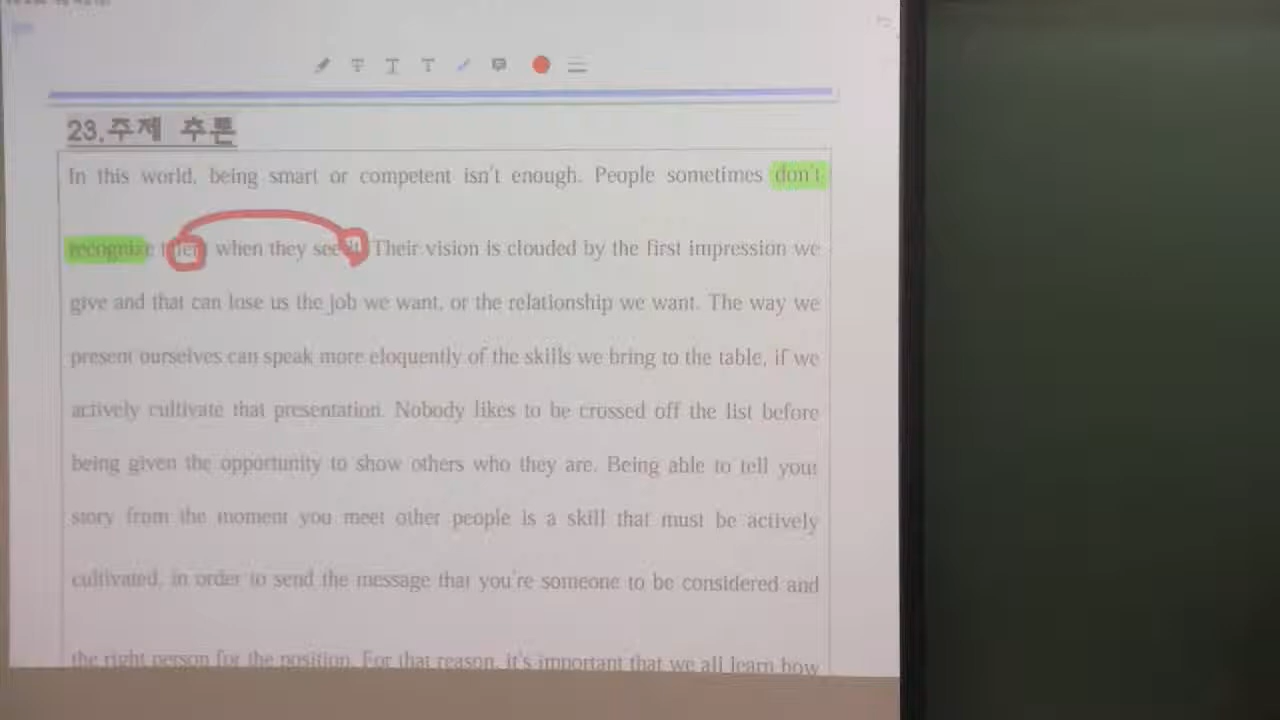 23.주제 추론
In this world, being smart or competent isn't enough. People sometimes don't
recognize talent when they see it. Their vision is clouded by the first impression we
give and that can lose us the job we want, or the relationship we want. The way we
present ourselves can speak more eloquently of the skills we bring to the table, if we
actively cultivate that presentation. Nobody likes to be crossed off the list before
being given the opportunity to show others who they are. Being able to tell your
story from the moment you meet other people is a skill that must be actively
cultivated, in order to send the message that you're someone to be considered and
the right person for the position. For that reason, it's important that we all learn how